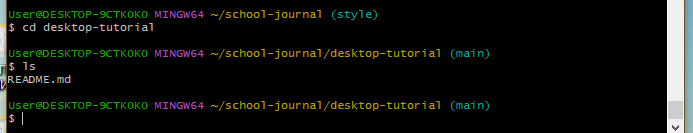 User@DESKTOP-9CTKOKO MINGW64 ~/school-journal (style)
$ cd desktop-tutorial
User@DESKTOP-9CTKOKO MINGW64 ~/school-journal/desktop-tutorial (main)
$ ls
README.md
User@DESKTOP-9CTKOKO MINGW64 ~/school-journal/desktop-tutorial (main)
$